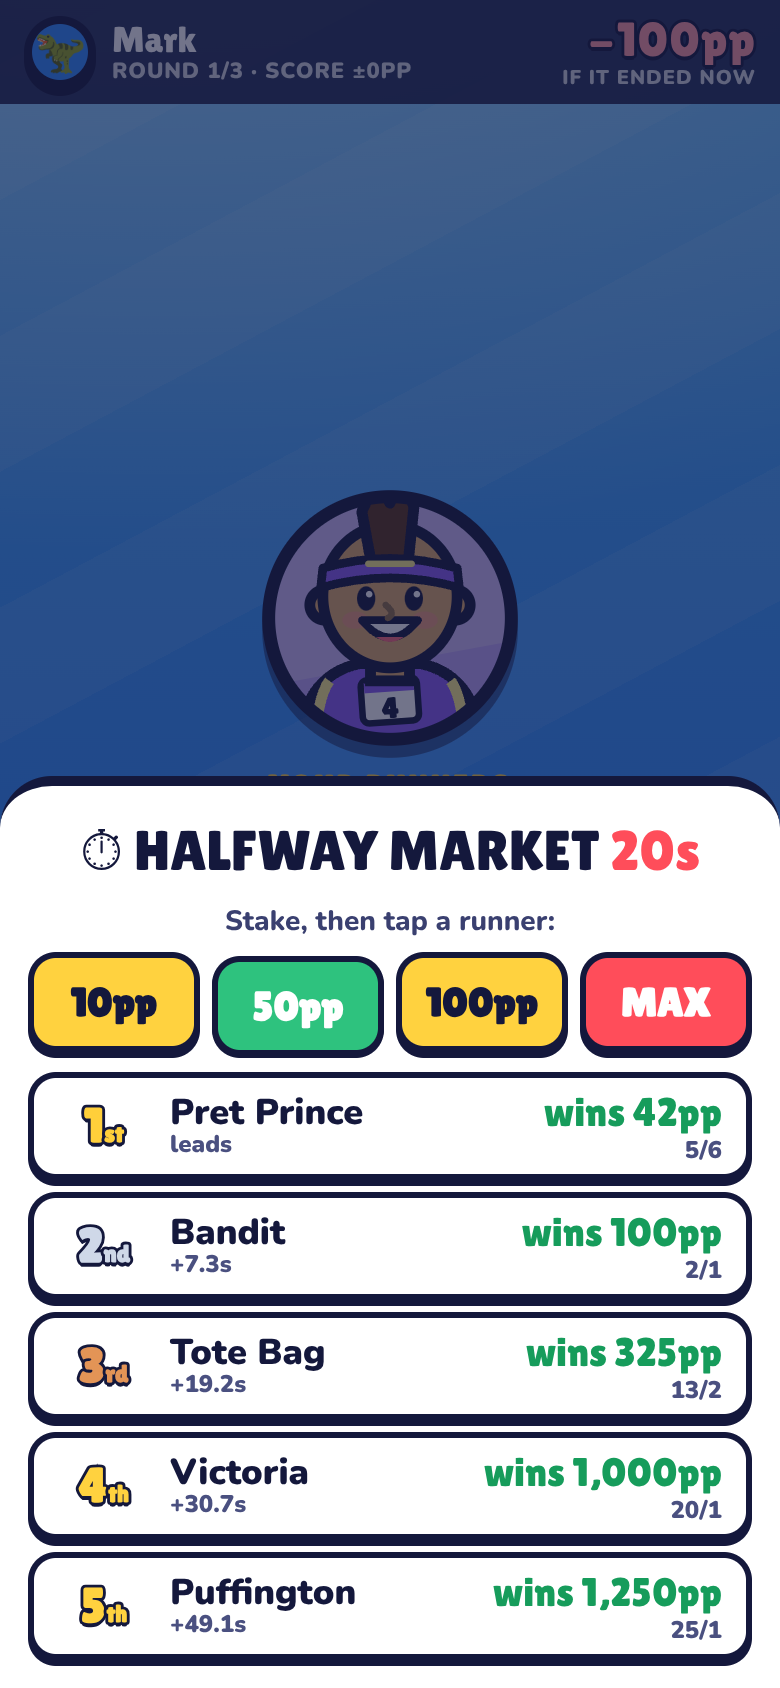 Mark
ROUND 1/3 · SCORE ±0PP
−100pp
IF IT ENDED NOW
4
⏱ HALFWAY MARKET 20s
Stake, then tap a runner:
10pp
50pp
100pp
MAX
1st
Pret Prince
leads
wins 42pp
5/6
2nd
Bandit
+7.3s
wins 100pp
2/1
3rd
Tote Bag
+19.2s
wins 325pp
13/2
4th
Victoria
+30.7s
wins 1,000pp
20/1
5th
Puffington
+49.1s
wins 1,250pp
25/1